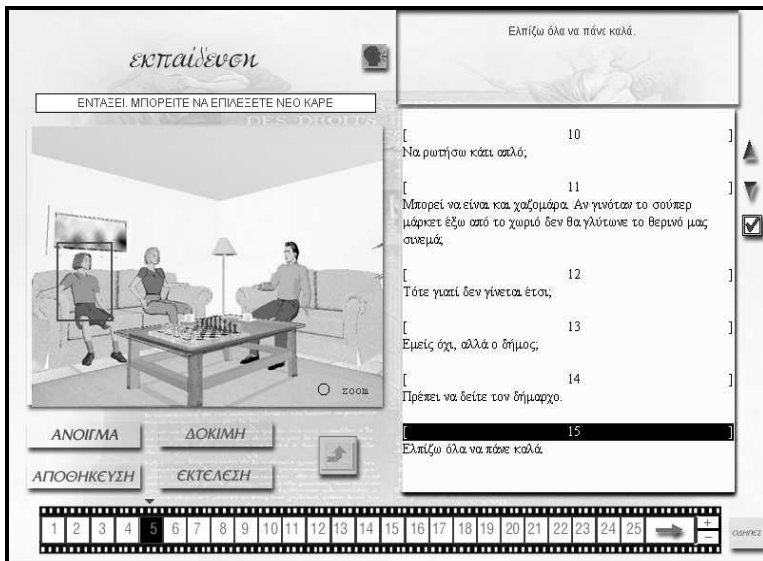 εκπαίδευση
Ελπίζω όλα να πάνε καλά.
ΕΝΤΑΞΕΙ. ΜΠΟΡΕΙΤΕ ΝΑ ΕΠΙΛΕΞΕΤΕ ΝΕΟ ΚΑΡΕ
DES DROITS
[ 10 ]
Να ρωτήσω κάτι απλό;
[ 11 ]
Μπορεί να είναι και χαζομάρα. Αν γινόταν το σούπερ
μάρκετ έξω από το χωριό δεν θα γλύτωνε το θερινό μας
σινεμά;
[ 12 ]
Τότε γιατί δεν γίνεται έτσι;
[ 13 ]
Εμείς όχι, αλλά ο δήμος;
[ 14 ]
Πρέπει να δείτε τον δήμαρχο.
[ 15 ]
Ελπίζω όλα να πάνε καλά.
zoom
ΑΝΟΙΓΜΑ ΔΟΚΙΜΗ
ΑΠΟΘΗΚΕΥΣΗ ΕΚΤΕΛΕΣΗ
1 2 3 4 5 6 7 8 9 10 11 12 13 14 15 16 17 18 19 20 21 22 23 24 25 + −
ΟΔΗΓΙΕΣ